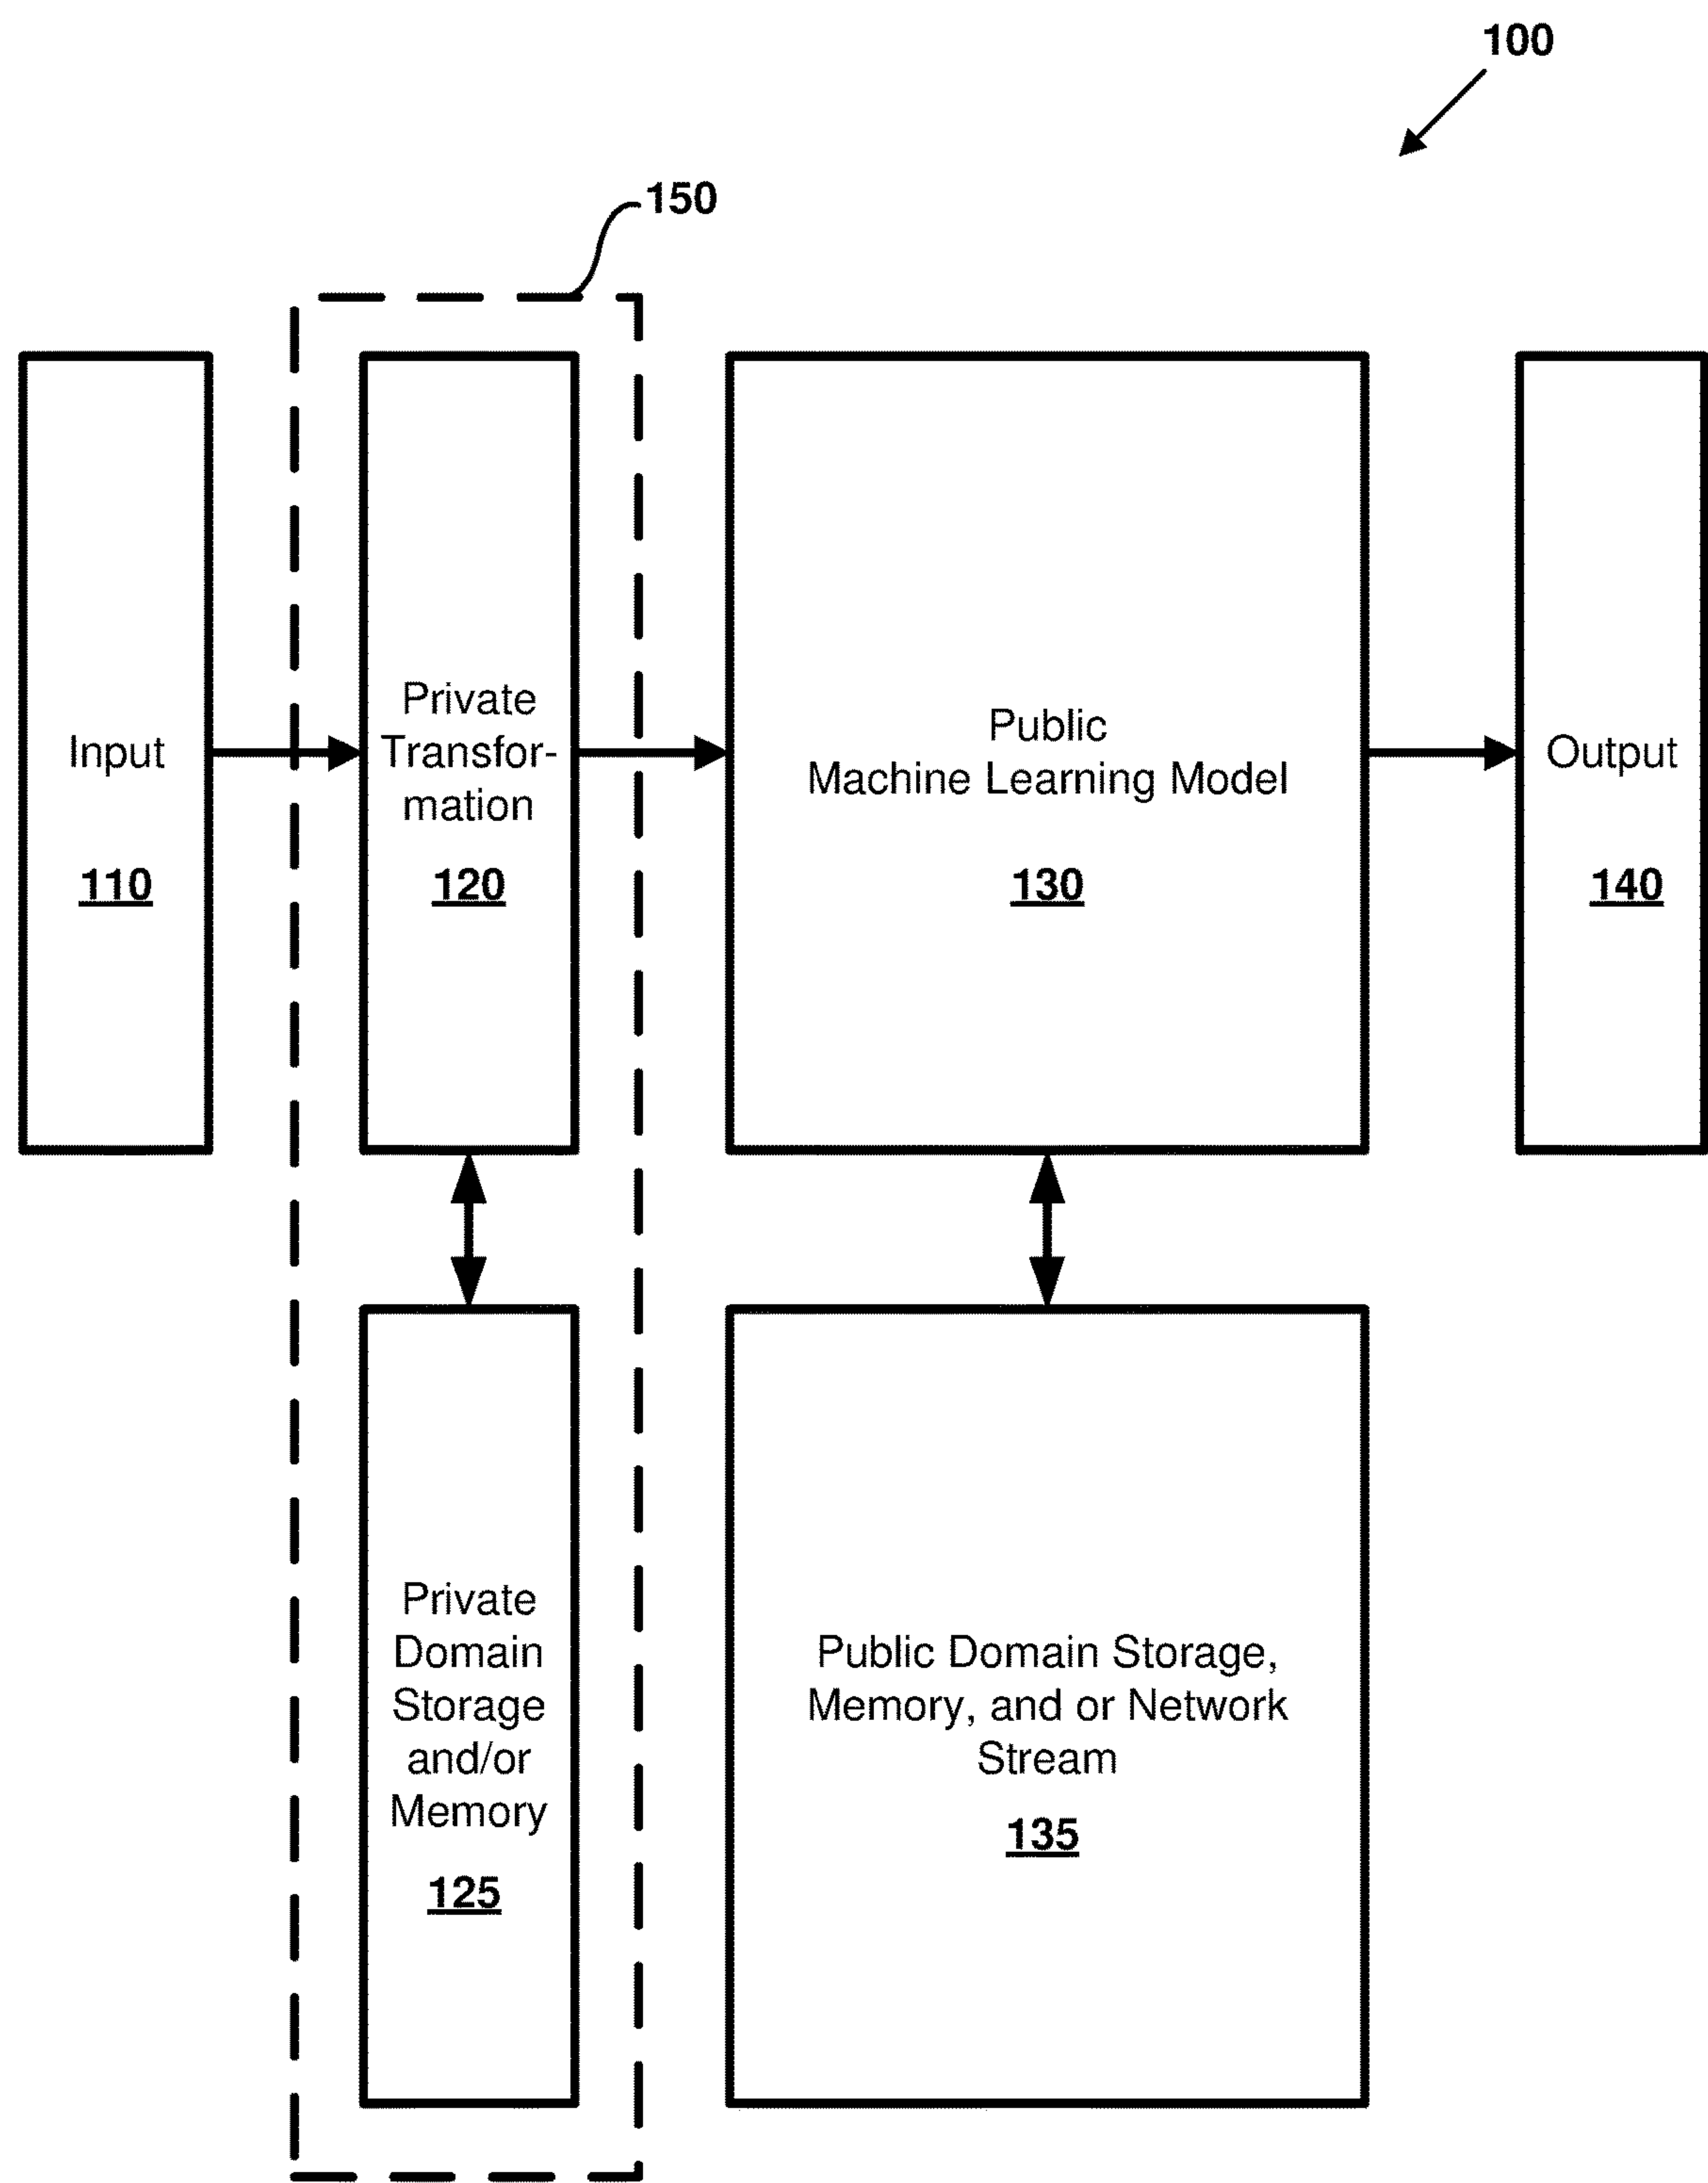 100
150
Input
110
Private
Transfor-
mation
120
Public
Machine Learning Model
130
Output
140
Private
Domain
Storage
and/or
Memory
125
Public Domain Storage,
Memory, and or Network
Stream
135